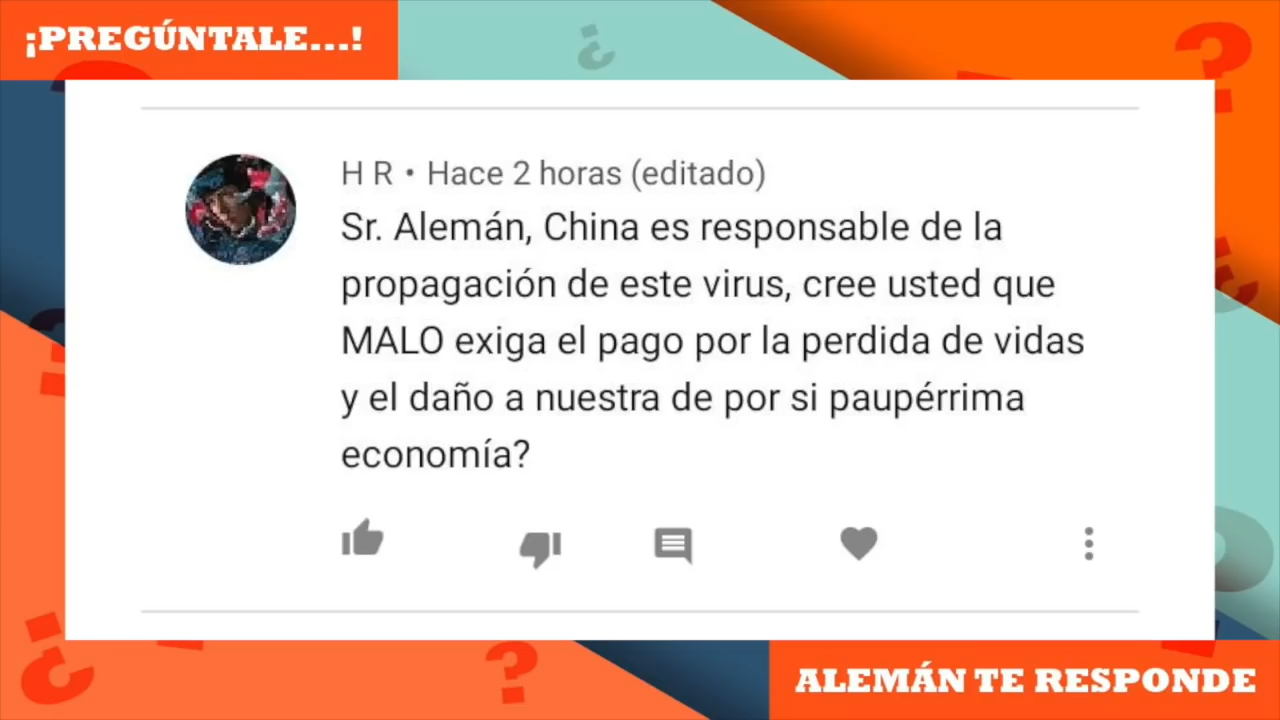 ¡PREGÚNTALE...!
H R • Hace 2 horas (editado)
Sr. Alemán, China es responsable de la
propagación de este virus, cree usted que
MALO exiga el pago por la perdida de vidas
y el daño a nuestra de por si paupérrima
economía?
ALEMÁN TE RESPONDE